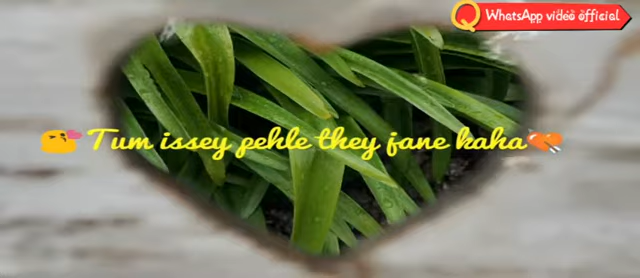 WhatsApp video official
😘 Tum issey pehle they jane kaha 💘